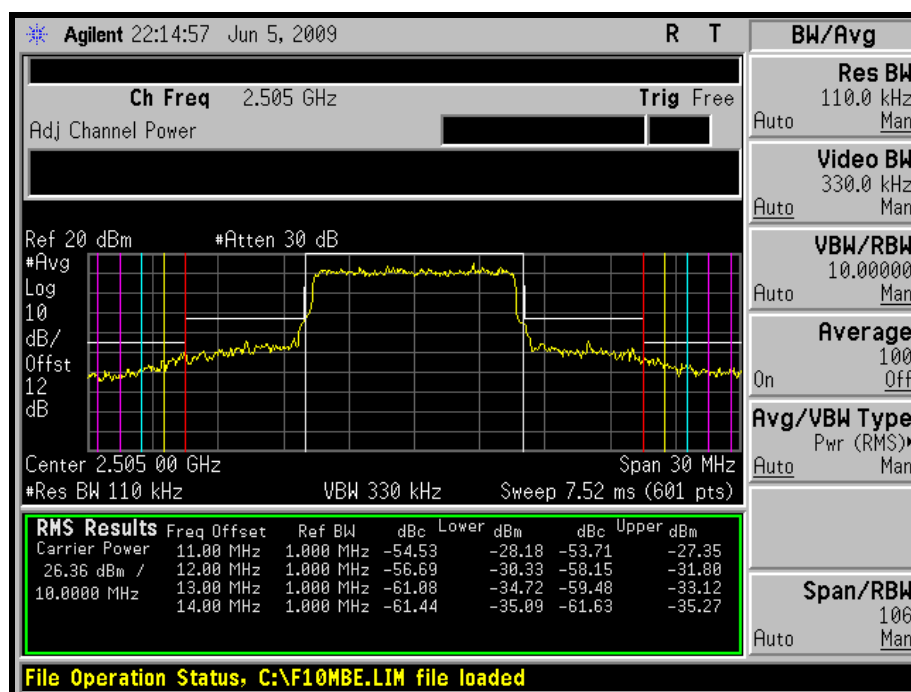 Agilent 22:14:57 Jun 5, 2009 R T
Ch Freq 2.505 GHz Trig Free
Adj Channel Power
Ref 20 dBm #Atten 30 dB
#Avg
Log
10
dB/
Offst
12
dB
Center 2.505 00 GHz Span 30 MHz
#Res BW 110 kHz VBW 330 kHz Sweep 7.52 ms (601 pts)
RMS Results Freq Offset Ref BW dBc Lower dBm dBc Upper dBm
Carrier Power 11.00 MHz 1.000 MHz -54.53 -28.18 -53.71 -27.35
26.36 dBm / 12.00 MHz 1.000 MHz -56.69 -30.33 -58.15 -31.80
10.0000 MHz 13.00 MHz 1.000 MHz -61.08 -34.72 -59.48 -33.12
14.00 MHz 1.000 MHz -61.44 -35.09 -61.63 -35.27
File Operation Status, C:\F10MBE.LIM file loaded
BW/Avg
Res BW
110.0 kHz
Auto Man
Video BW
330.0 kHz
Auto Man
VBW/RBW
10.00000
Auto Man
Average
100
On Off
Avg/VBW Type
Pwr (RMS)
Auto Man
Span/RBW
106
Auto Man